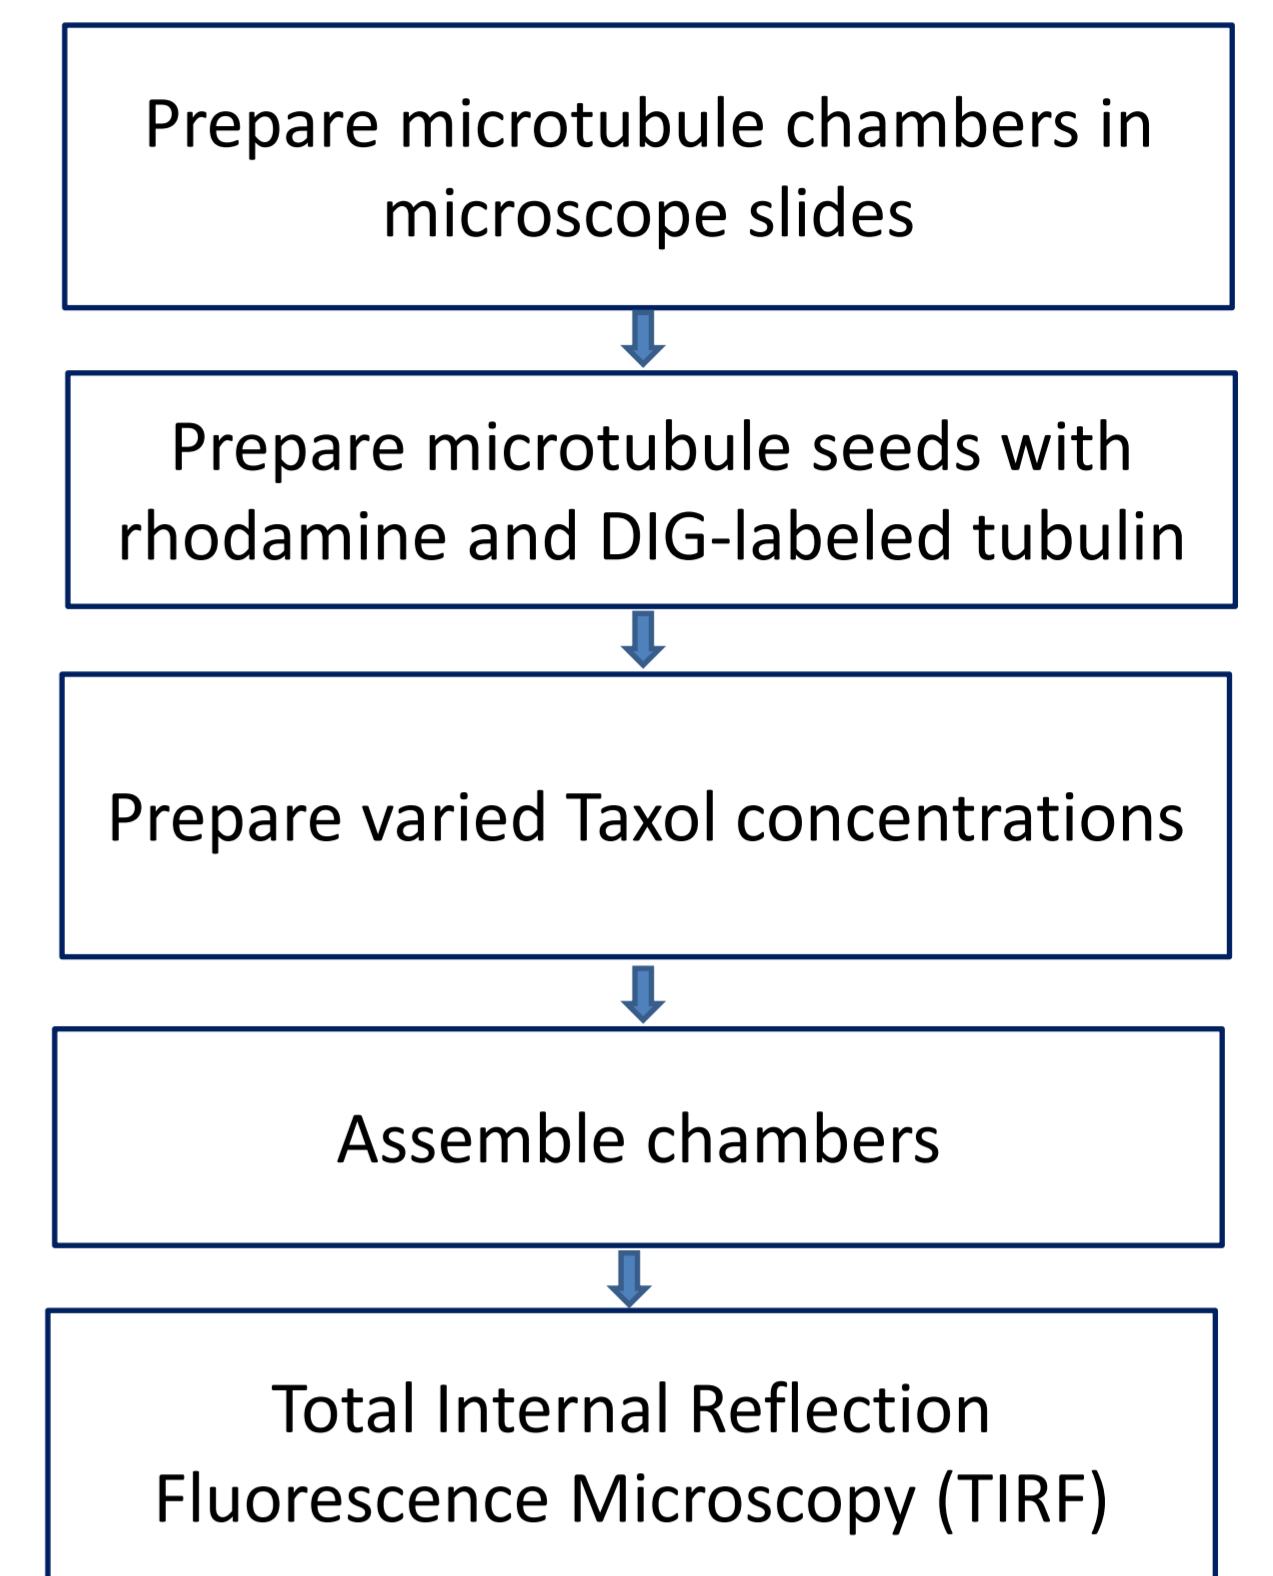 Prepare microtubule chambers in
microscope slides
Prepare microtubule seeds with
rhodamine and DIG-labeled tubulin
Prepare varied Taxol concentrations
Assemble chambers
Total Internal Reflection
Fluorescence Microscopy (TIRF)